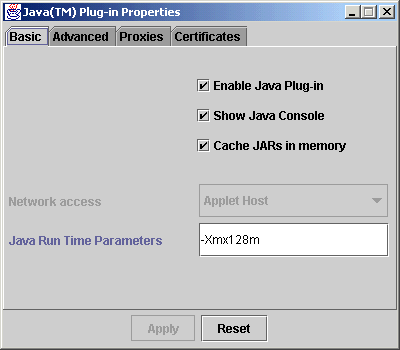 Java(TM) Plug-in Properties
Basic Advanced Proxies Certificates
Enable Java Plug-in
Show Java Console
Cache JARs in memory
Network access Applet Host
Java Run Time Parameters -Xmx128m
Apply Reset